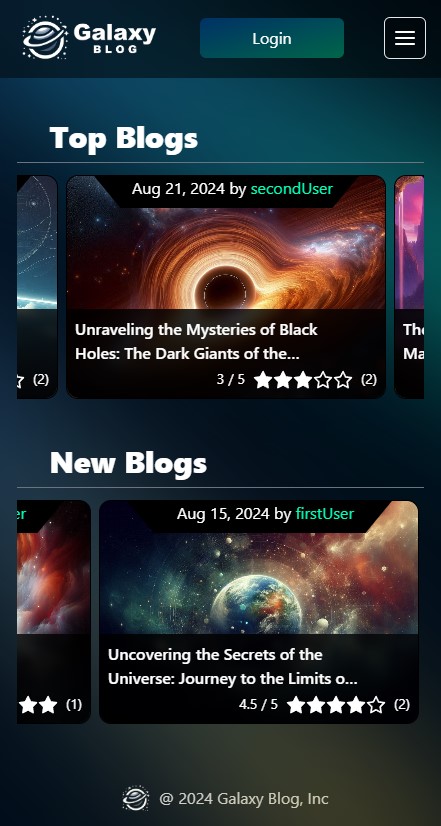 Galaxy
BLOG
Login
Top Blogs
Aug 21, 2024 by secondUser
Unraveling the Mysteries of Black
Holes: The Dark Giants of the...
3 / 5 (2)
(2)
The
Ma
New Blogs
er
(1)
Aug 15, 2024 by firstUser
Uncovering the Secrets of the
Universe: Journey to the Limits o...
4.5 / 5 (2)
@ 2024 Galaxy Blog, Inc